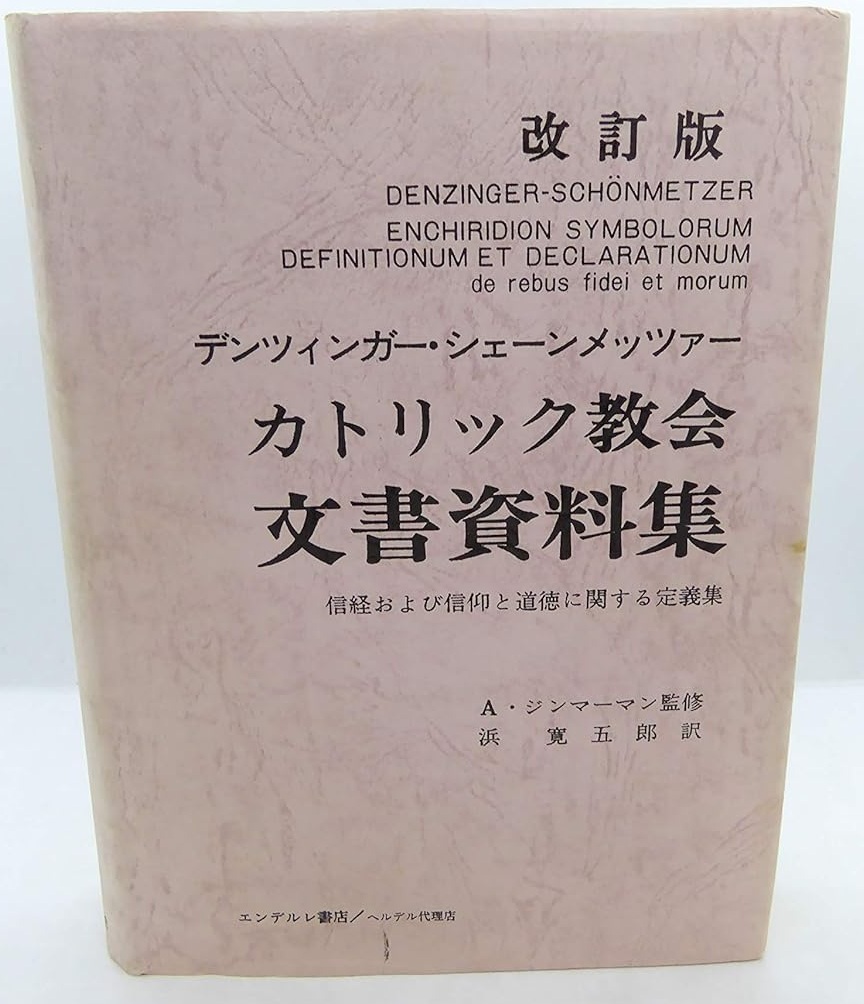 改訂版
DENZINGER-SCHÖNMETZER
ENCHIRIDION SYMBOLORUM
DEFINITIONUM ET DECLARATIONUM
de rebus fidei et morum
デンツィンガー・シェーンメッツァー
カトリック教会
文書資料集
信経および信仰と道徳に関する定義集
A・ジンマーマン監修
浜 寛五郎訳
エンデルレ書店/ヘルデル代理店